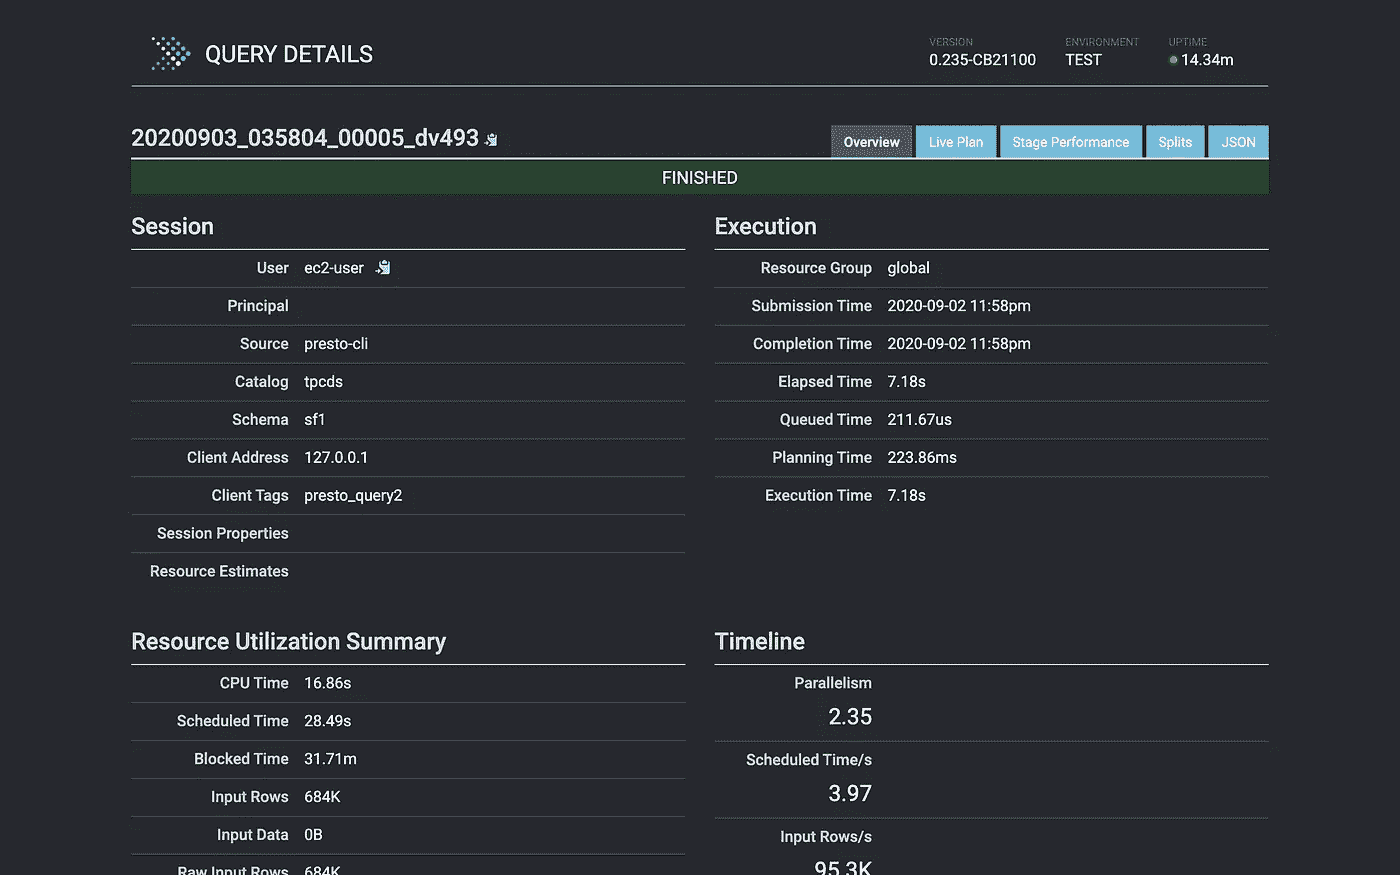 QUERY DETAILS
VERSION
0.235-CB21100
ENVIRONMENT
TEST
UPTIME
14.34m
20200903_035804_00005_dv493
Overview
Live Plan
Stage Performance
Splits
JSON
FINISHED
Session
User ec2-user
Principal
Source presto-cli
Catalog tpcds
Schema sf1
Client Address 127.0.0.1
Client Tags presto_query2
Session Properties
Resource Estimates
Execution
Resource Group global
Submission Time 2020-09-02 11:58pm
Completion Time 2020-09-02 11:58pm
Elapsed Time 7.18s
Queued Time 211.67us
Planning Time 223.86ms
Execution Time 7.18s
Resource Utilization Summary
CPU Time 16.86s
Scheduled Time 28.49s
Blocked Time 31.71m
Input Rows 684K
Input Data 0B
Raw Input Rows 684K
Timeline
Parallelism
2.35
Scheduled Time/s
3.97
Input Rows/s
95.3K